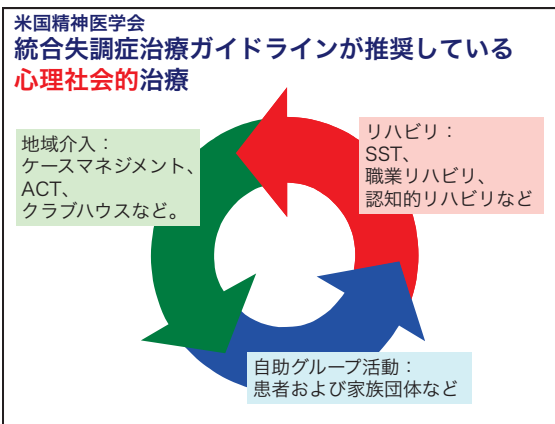 米国精神医学会
統合失調症治療ガイドラインが推奨している
心理社会的治療
地域介入：
ケースマネジメント、
ACT、
クラブハウスなど。
リハビリ：
SST、
職業リハビリ、
認知的リハビリなど
自助グループ活動：
患者および家族団体など